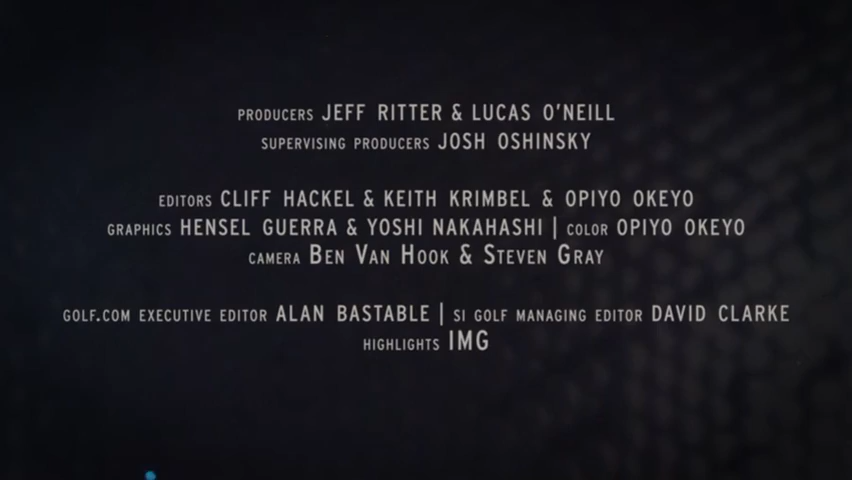 PRODUCERS JEFF RITTER & LUCAS O'NEILL
SUPERVISING PRODUCERS JOSH OSHINSKY
EDITORS CLIFF HACKEL & KEITH KRIMBEL & OPIYO OKEYO
GRAPHICS HENSEL GUERRA & YOSHI NAKAHASHI | COLOR OPIYO OKEYO
CAMERA BEN VAN HOOK & STEVEN GRAY
GOLF.COM EXECUTIVE EDITOR ALAN BASTABLE | SI GOLF MANAGING EDITOR DAVID CLARKE
HIGHLIGHTS IMG